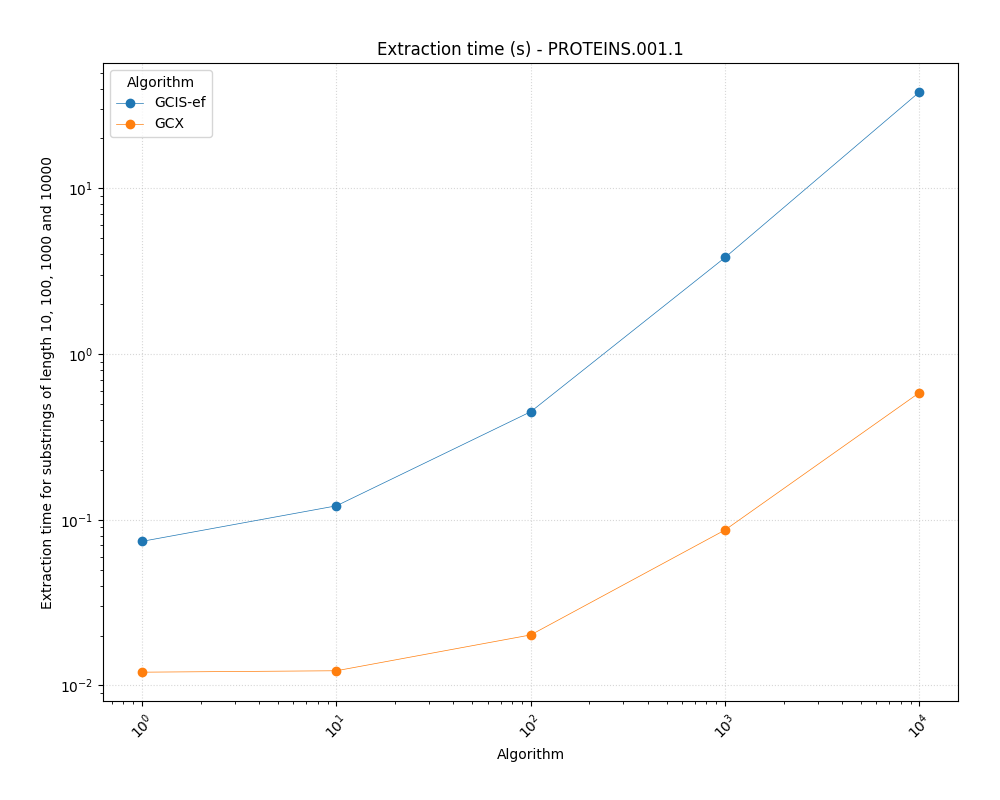 Extraction time (s) - PROTEINS.001.1
Algorithm
GCIS-ef
GCX
Extraction time for substrings of length 10, 100, 1000 and 10000
10¹
10⁰
10⁻¹
10⁻²
10⁰
10¹
10²
10³
10⁴
Algorithm